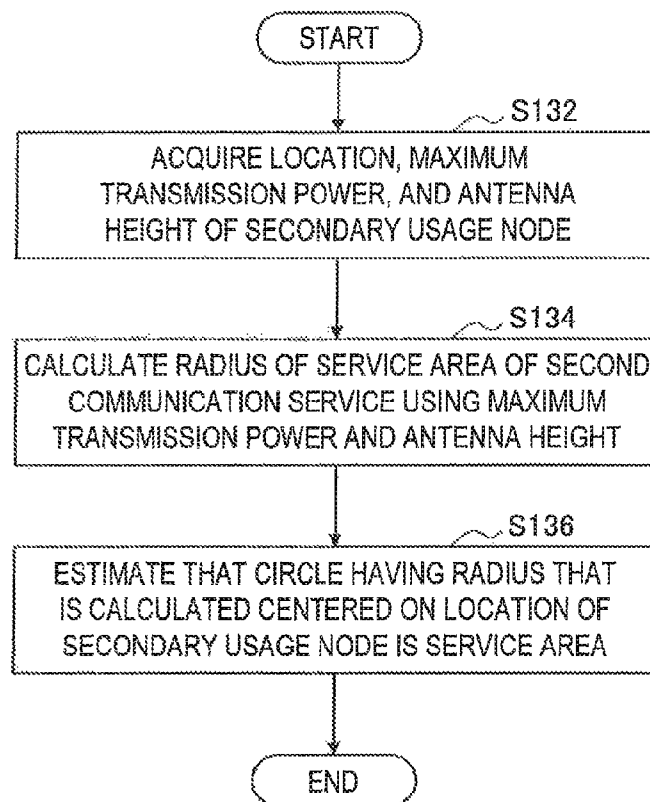 START
S132
ACQUIRE LOCATION, MAXIMUM
TRANSMISSION POWER, AND ANTENNA
HEIGHT OF SECONDARY USAGE NODE
S134
CALCULATE RADIUS OF SERVICE AREA OF SECOND
COMMUNICATION SERVICE USING MAXIMUM
TRANSMISSION POWER AND ANTENNA HEIGHT
S136
ESTIMATE THAT CIRCLE HAVING RADIUS THAT
IS CALCULATED CENTERED ON LOCATION OF
SECONDARY USAGE NODE IS SERVICE AREA
END